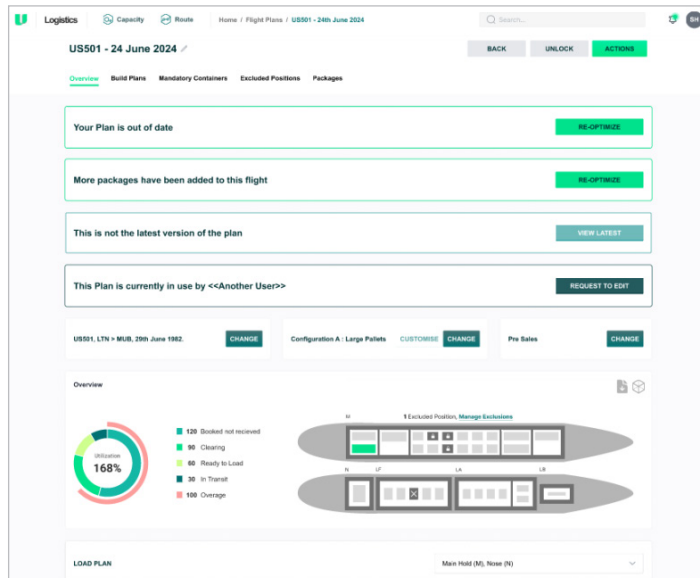 Logistics
Capacity
Route
Home / Flight Plans / US501 - 24th June 2024
Search...
SH
US501 - 24 June 2024
BACK
UNLOCK
ACTIONS
Overview
Build Plans
Mandatory Containers
Excluded Positions
Packages
Your Plan is out of date
RE-OPTIMIZE
More packages have been added to this flight
RE-OPTIMIZE
This is not the latest version of the plan
VIEW LATEST
This Plan is currently in use by <<Another User>>
REQUEST TO EDIT
US501, LTN > MUB, 29th June 1982.
CHANGE
Configuration A : Large Pallets
CUSTOMISE
CHANGE
Pre Sales
CHANGE
Overview
Utilization
168%
120 Booked not recieved
90 Clearing
60 Ready to Load
30 In Transit
100 Overage
M
1 Excluded Position, Manage Exclusions
N
LF
LA
LR
LOAD PLAN
Main Hold (M), Nose (N)